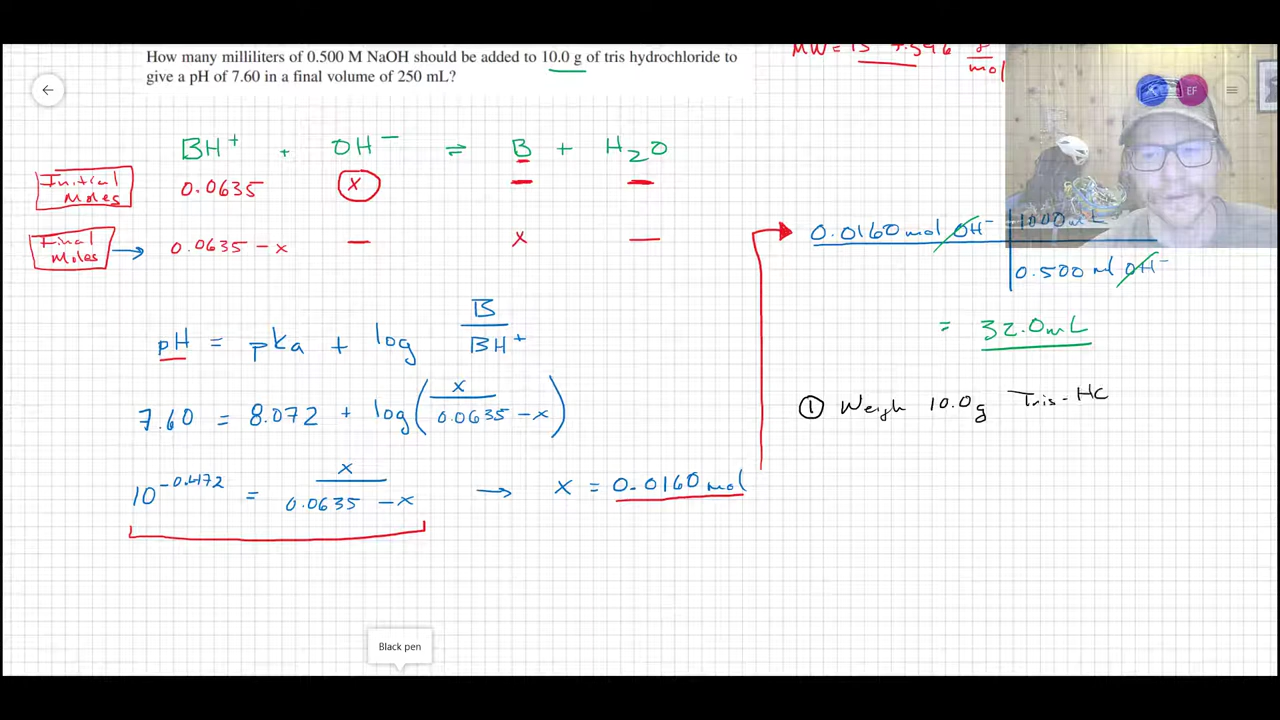 How many milliliters of 0.500 M NaOH should be added to 10.0 g of tris hydrochloride to
give a pH of 7.60 in a final volume of 250 mL?
g
mol
EF
BH⁺ + OH⁻ ⇌ B + H₂O
Initial
Moles
0.0635 x — —
Final
Moles
→ 0.0635 - x — x —
pH = pKa + log B / BH⁺
7.60 = 8.072 + log( x / 0.0635 - x )
10^-0.472 = x / 0.0635 - x → x = 0.0160 mol
0.0160 mol OH⁻ 1000 mL
0.500 ml OH⁻
= 32.0mL
① Weigh 10.0g Tris-HC
Black pen